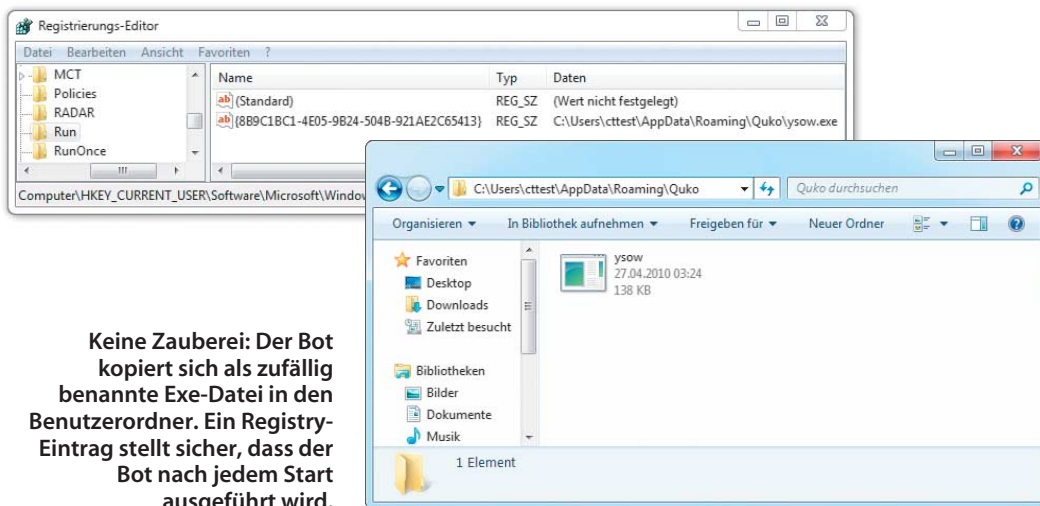 Registrierungs-Editor
Datei Bearbeiten Ansicht Favoriten ?
MCT
Policies
RADAR
Run
RunOnce
Name Typ Daten
(Standard) REG_SZ (Wert nicht festgelegt)
{8B9C1BC1-4E05-9B24-504B-921AE2C65413} REG_SZ C:\Users\cttest\AppData\Roaming\Quko\ysow.exe
Computer\HKEY_CURRENT_USER\Software\Microsoft\Window
C:\Users\cttest\AppData\Roaming\Quko
Quko durchsuchen
Organisieren In Bibliothek aufnehmen Freigeben für Neuer Ordner
Favoriten
Desktop
Downloads
Zuletzt besucht
Bibliotheken
Bilder
Dokumente
Musik
ysow
27.04.2010 03:24
138 KB
1 Element
Keine Zauberei: Der Bot
kopiert sich als zufällig
benannte Exe-Datei in den
Benutzerordner. Ein Registry-
Eintrag stellt sicher, dass der
Bot nach jedem Start
ausgeführt wird.